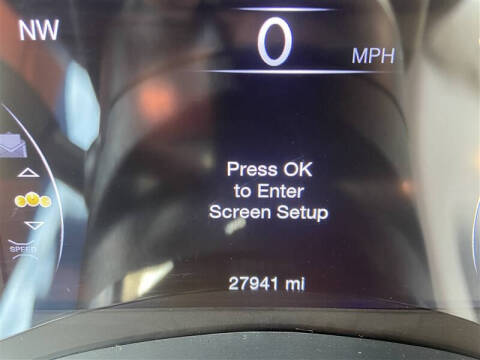 NW
0
MPH
Press OK
to Enter
Screen Setup
SPEED
27941 mi